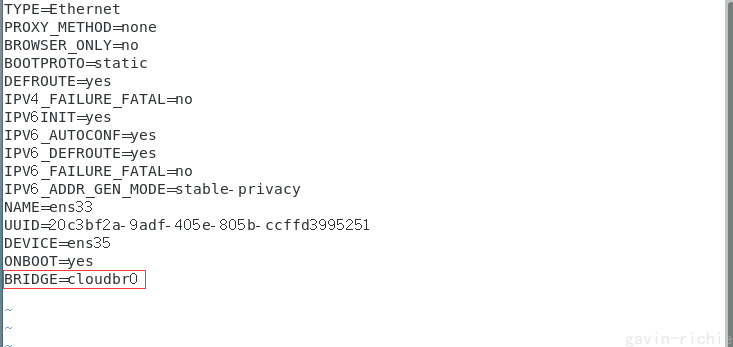 TYPE=Ethernet
PROXY_METHOD=none
BROWSER_ONLY=no
BOOTPROTO=static
DEFROUTE=yes
IPV4_FAILURE_FATAL=no
IPV6INIT=yes
IPV6_AUTOCONF=yes
IPV6_DEFROUTE=yes
IPV6_FAILURE_FATAL=no
IPV6_ADDR_GEN_MODE=stable-privacy
NAME=ens33
UUID=20c3bf2a-9adf-405e-805b-ccffd3995251
DEVICE=ens35
ONBOOT=yes
BRIDGE=cloudbr0
~
~
~
gavin-richie